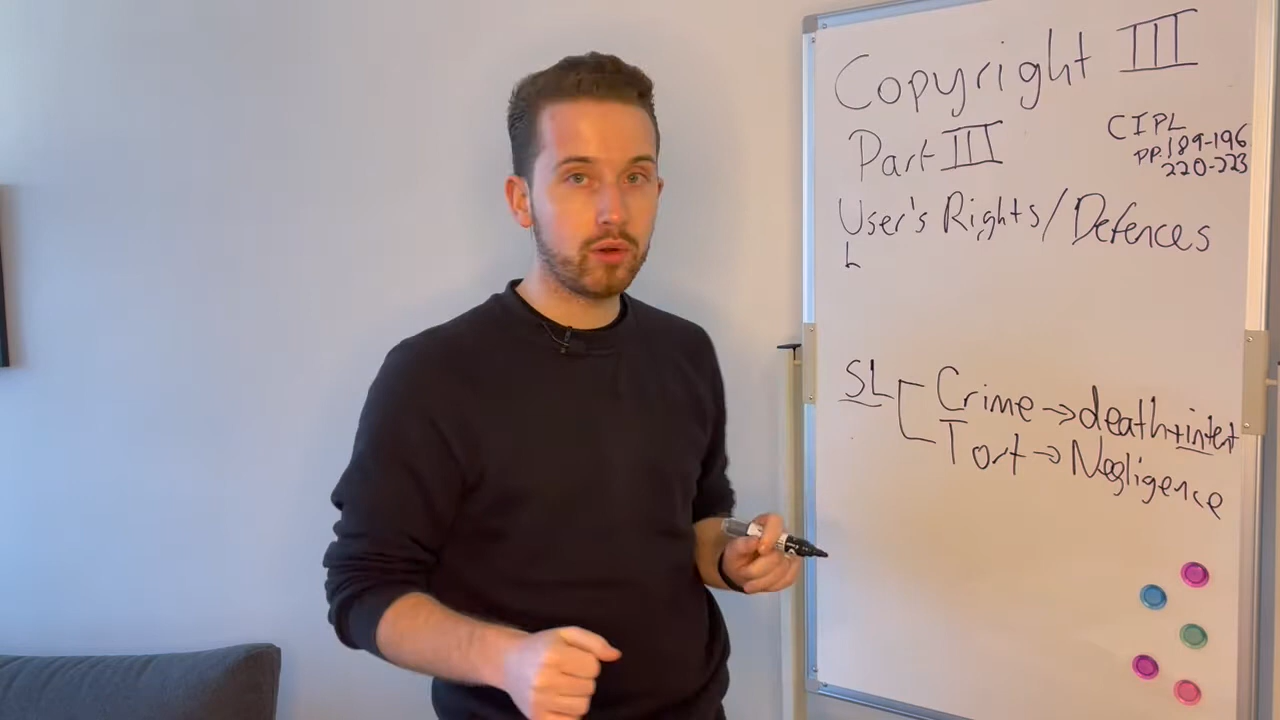 Copyright III
Part III
CIPL
PP. 189-196
220-223
User's Rights/Defences
SL
Crime → death+intent
Tort → Negligence